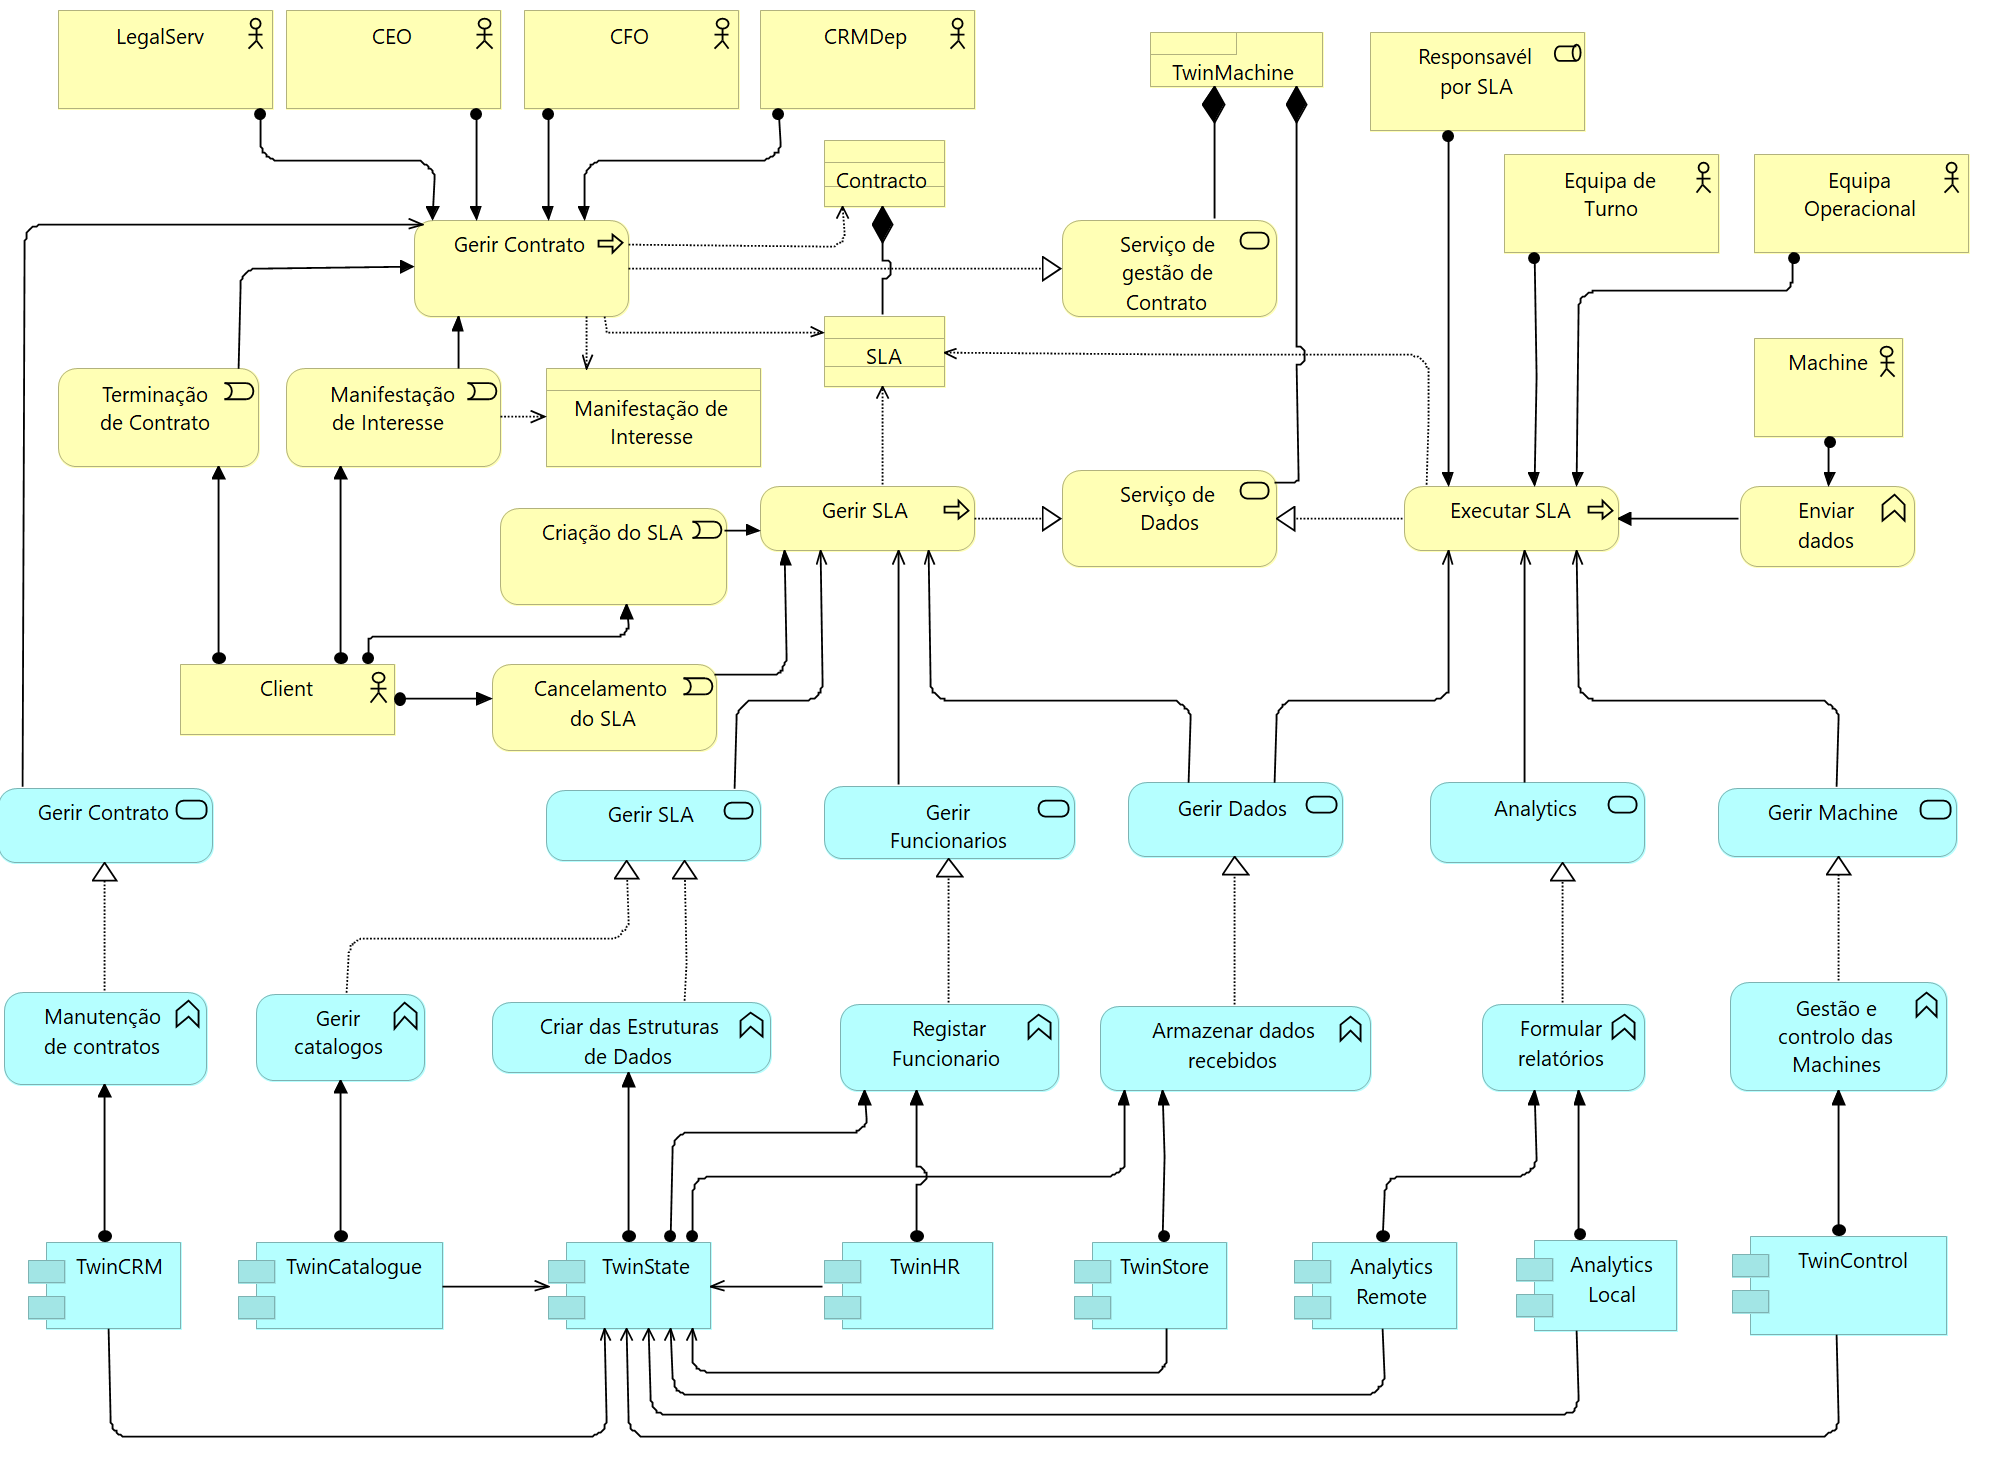 LegalServ
CEO
CFO
CRMDep
TwinMachine
Responsavél
por SLA
Contracto
Equipa de
Turno
Equipa
Operacional
Gerir Contrato
Serviço de
gestão de
Contrato
SLA
Machine
Terminação
de Contrato
Manifestação
de Interesse
Manifestação de
Interesse
Criação do SLA
Gerir SLA
Serviço de
Dados
Executar SLA
Enviar
dados
Client
Cancelamento
do SLA
Gerir Contrato
Gerir SLA
Gerir
Funcionarios
Gerir Dados
Analytics
Gerir Machine
Manutenção
de contratos
Gerir
catalogos
Criar das Estruturas
de Dados
Registar
Funcionario
Armazenar dados
recebidos
Formular
relatórios
Gestão e
controlo das
Machines
TwinCRM
TwinCatalogue
TwinState
TwinHR
TwinStore
Analytics
Remote
Analytics
Local
TwinControl